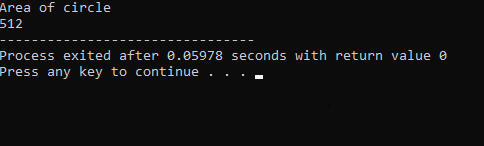 Area of circle
512
--------------------------------
Process exited after 0.05978 seconds with return value 0
Press any key to continue . . .